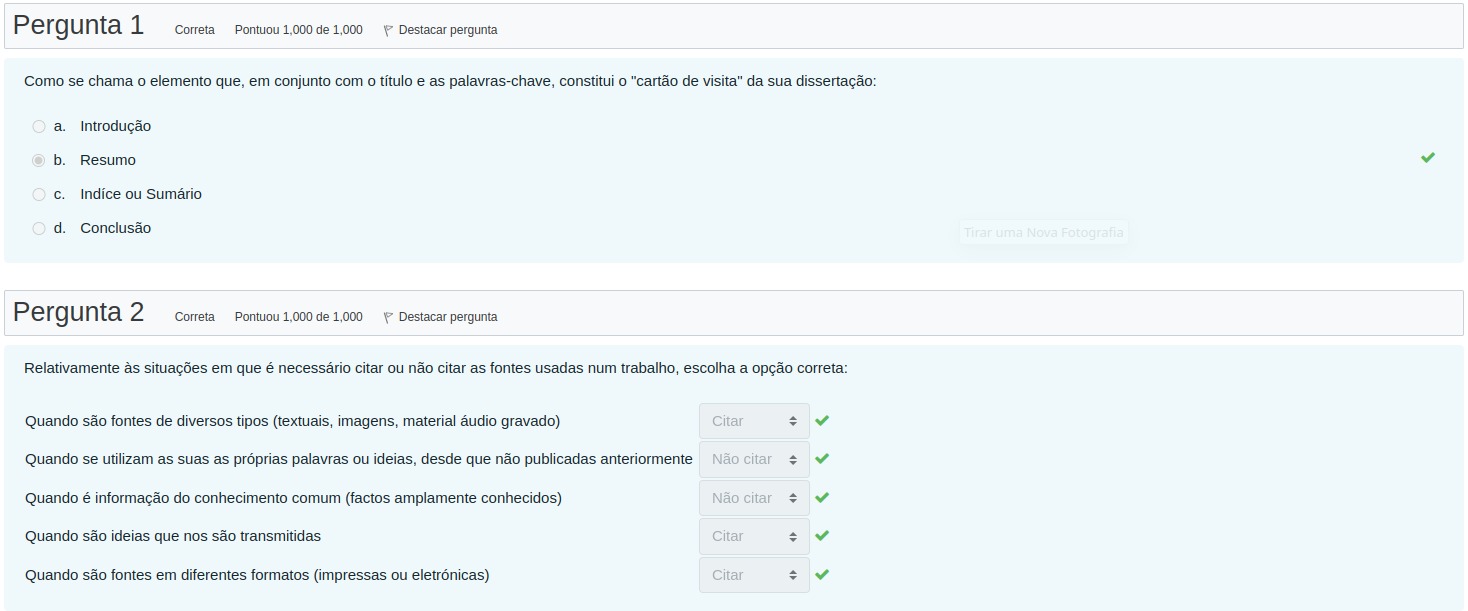 Pergunta 1 Correta Pontuou 1,000 de 1,000 Destacar pergunta
Como se chama o elemento que, em conjunto com o título e as palavras-chave, constitui o "cartão de visita" da sua dissertação:
a. Introdução
b. Resumo
c. Indíce ou Sumário
d. Conclusão
Tirar uma Nova Fotografia
Pergunta 2 Correta Pontuou 1,000 de 1,000 Destacar pergunta
Relativamente às situações em que é necessário citar ou não citar as fontes usadas num trabalho, escolha a opção correta:
Quando são fontes de diversos tipos (textuais, imagens, material áudio gravado) Citar
Quando se utilizam as suas as próprias palavras ou ideias, desde que não publicadas anteriormente Não citar
Quando é informação do conhecimento comum (factos amplamente conhecidos) Não citar
Quando são ideias que nos são transmitidas Citar
Quando são fontes em diferentes formatos (impressas ou eletrónicas) Citar